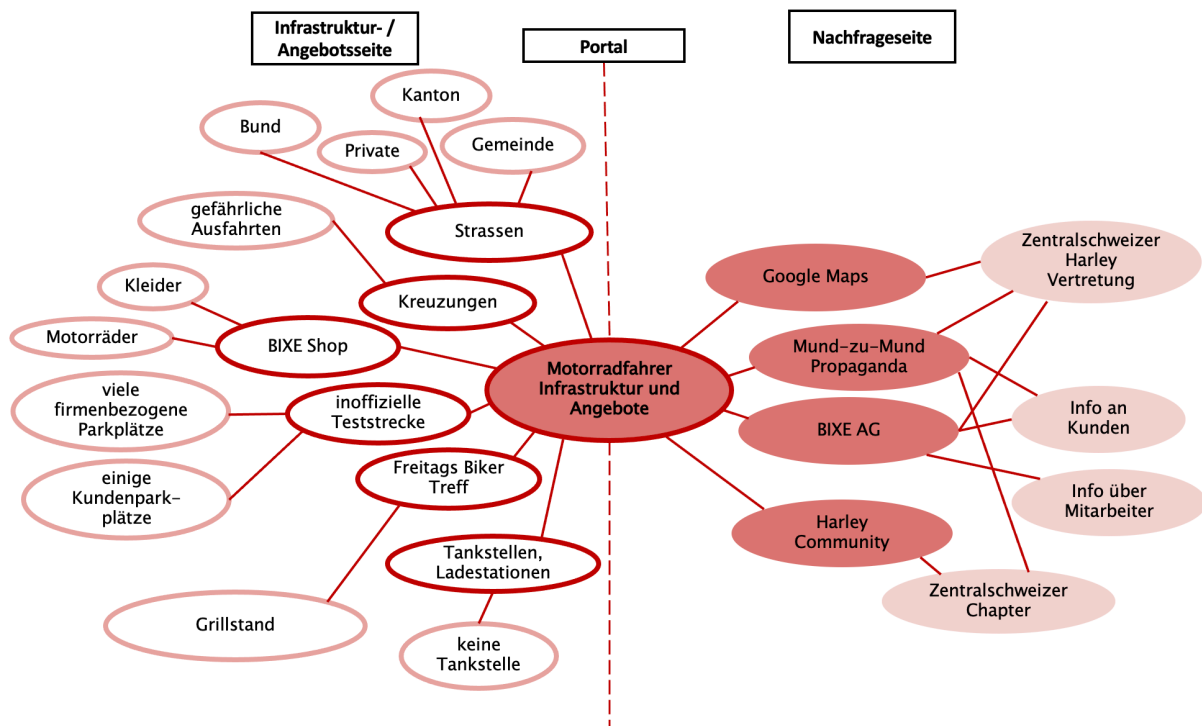 Infrastruktur- /
Angebotsseite
Portal
Nachfrageseite
Kanton
Bund
Private
Gemeinde
gefährliche
Ausfahrten
Strassen
Kleider
Kreuzungen
Motorräder
BIXE Shop
viele
firmenbezogene
Parkplätze
inoffizielle
Teststrecke
einige
Kundenpark-
plätze
Freitags Biker
Treff
Tankstellen,
Ladestationen
Grillstand
keine
Tankstelle
Motorradfahrer
Infrastruktur und
Angebote
Google Maps
Zentralschweizer
Harley
Vertretung
Mund-zu-Mund
Propaganda
BIXE AG
Info an
Kunden
Info über
Mitarbeiter
Harley
Community
Zentralschweizer
Chapter